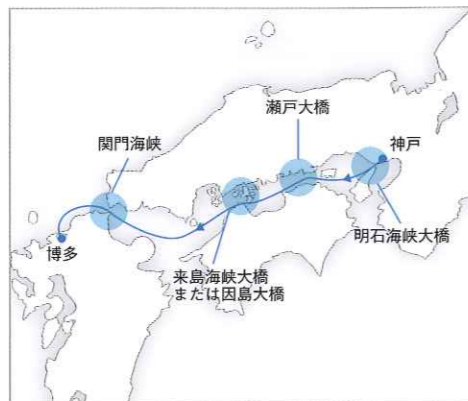 瀬戸大橋
関門海峡
神戸
明石海峡大橋
博多
来島海峡大橋
または因島大橋